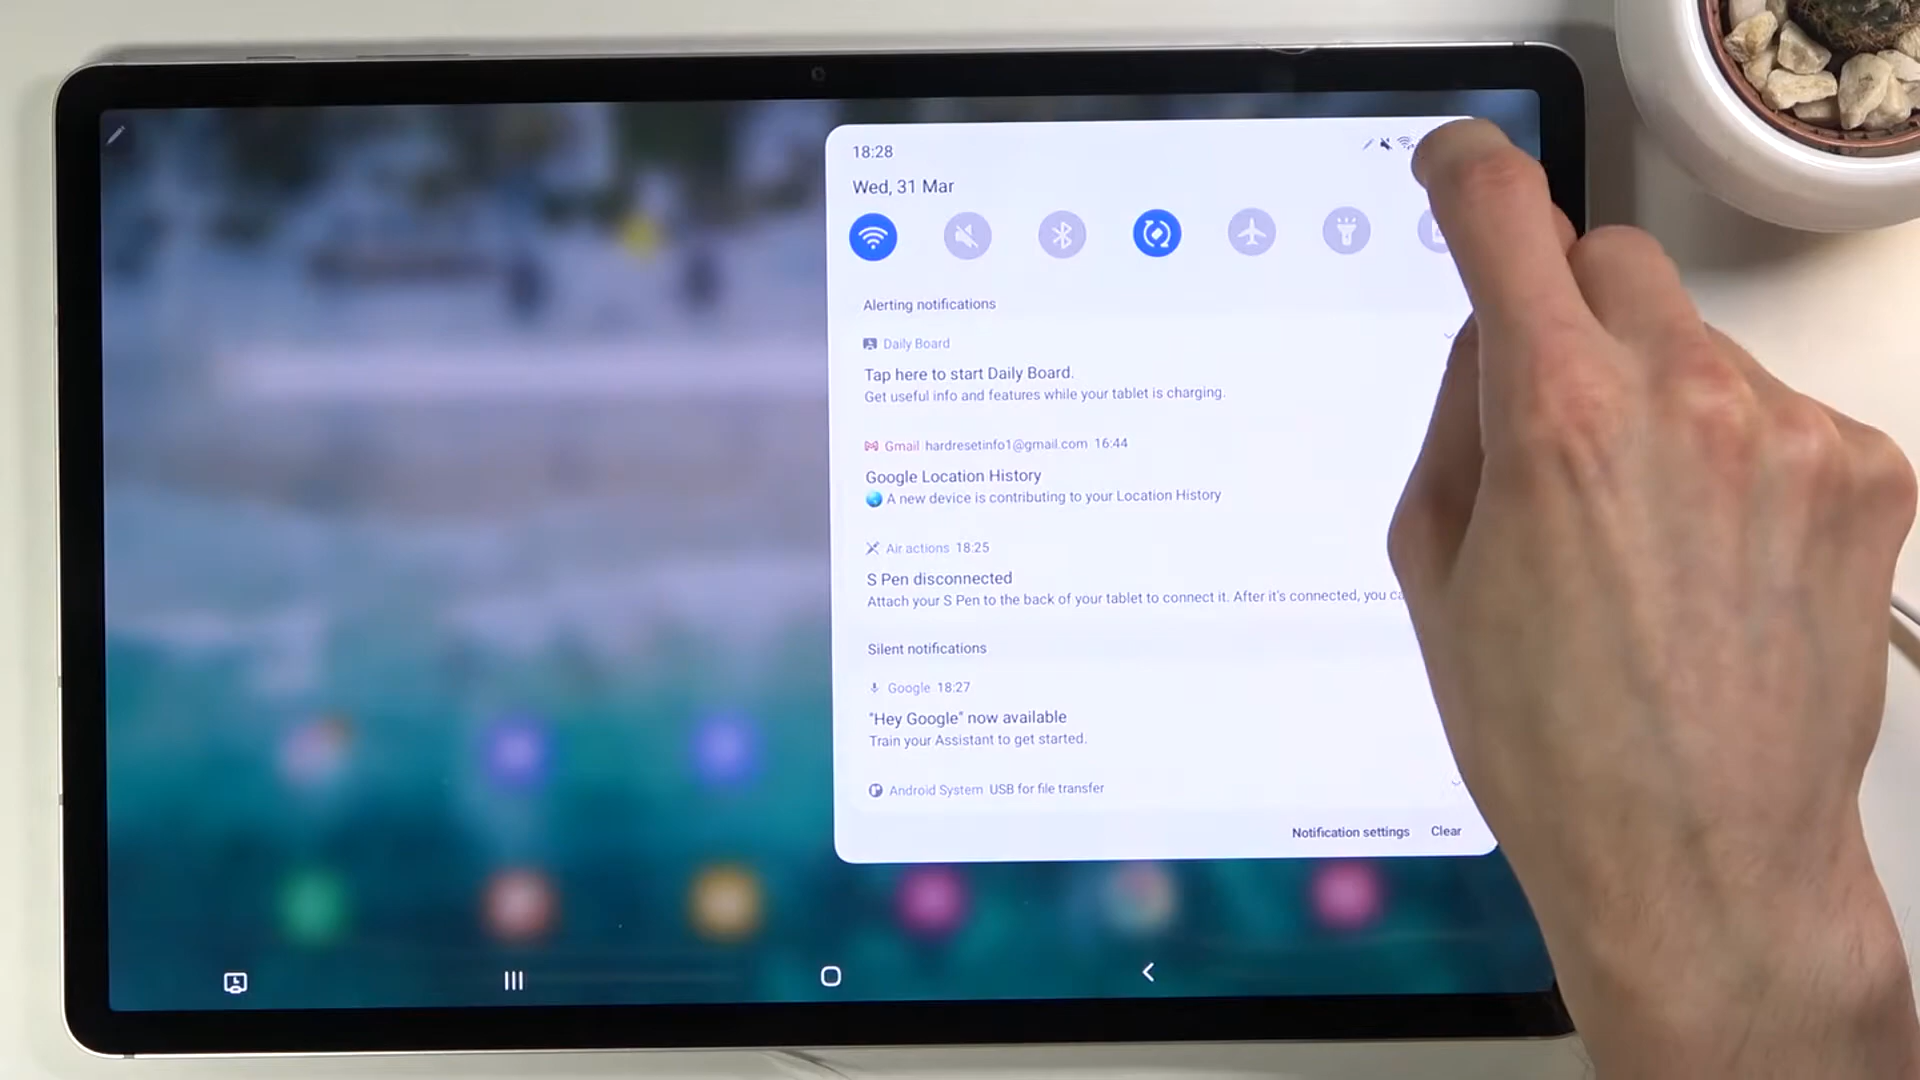 18:28
Wed, 31 Mar
Alerting notifications
Daily Board
Tap here to start Daily Board.
Get useful info and features while your tablet is charging.
Gmail hardresetinfo1@gmail.com 16:44
Google Location History
A new device is contributing to your Location History
Air actions 18:25
S Pen disconnected
Attach your S Pen to the back of your tablet to connect it. After it's connected, you
Silent notifications
Google 18:27
"Hey Google" now available
Train your Assistant to get started.
Android System USB for file transfer
Notification settings Clear